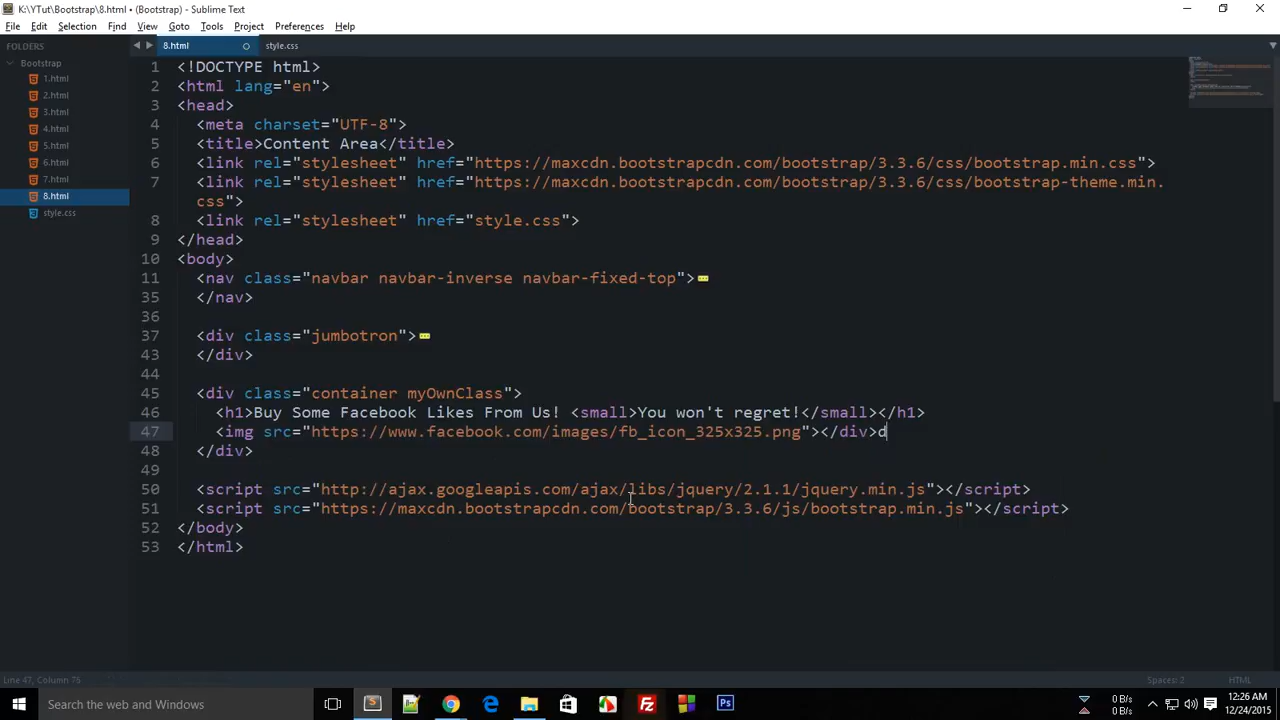 K:\YTut\Bootstrap\8.html • (Bootstrap) - Sublime Text
File Edit Selection Find View Goto Tools Project Preferences Help
FOLDERS
8.html style.css
Bootstrap
1.html
2.html
3.html
4.html
5.html
6.html
7.html
8.html
style.css
1 <!DOCTYPE html>
2 <html lang="en">
3 <head>
4 <meta charset="UTF-8">
5 <title>Content Area</title>
6 <link rel="stylesheet" href="https://maxcdn.bootstrapcdn.com/bootstrap/3.3.6/css/bootstrap.min.css">
7 <link rel="stylesheet" href="https://maxcdn.bootstrapcdn.com/bootstrap/3.3.6/css/bootstrap-theme.min.
css">
8 <link rel="stylesheet" href="style.css">
9 </head>
10 <body>
11 <nav class="navbar navbar-inverse navbar-fixed-top">
35 </nav>
36
37 <div class="jumbotron">
43 </div>
44
45 <div class="container myOwnClass">
46 <h1>Buy Some Facebook Likes From Us! <small>You won't regret!</small></h1>
47 <img src="https://www.facebook.com/images/fb_icon_325x325.png"></div>d
48 </div>
49
50 <script src="http://ajax.googleapis.com/ajax/libs/jquery/2.1.1/jquery.min.js"></script>
51 <script src="https://maxcdn.bootstrapcdn.com/bootstrap/3.3.6/js/bootstrap.min.js"></script>
52 </body>
53 </html>
Line 47, Column 75 Spaces: 2 HTML
Search the web and Windows
0 B/s
0 B/s
12:26 AM
12/24/2015